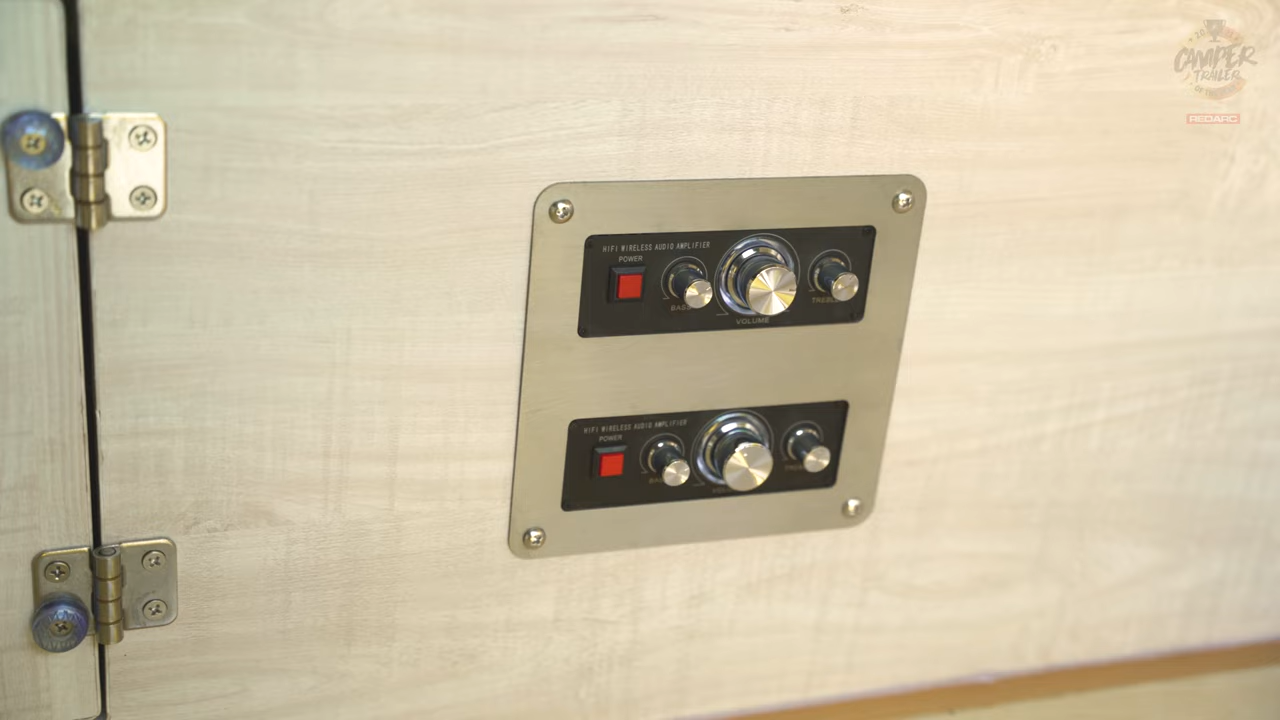 CAMPER
TRAILER
REDARC
HIFI WIRELESS AUDIO AMPLIFIER
POWER
BASS
VOLUME
TREBLE
HIFI WIRELESS AUDIO AMPLIFIER
POWER